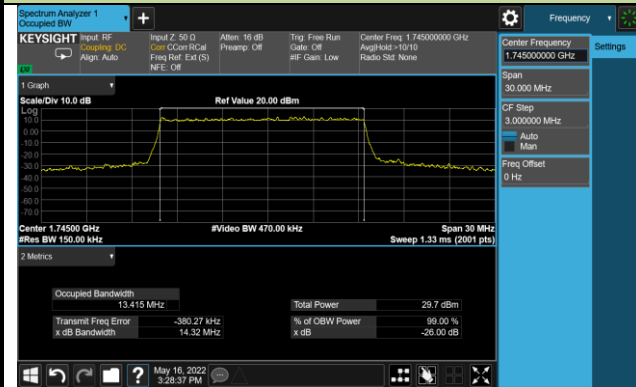 Spectrum Analyzer 1
Occupied BW
Frequency
KEYSIGHT
Input: RF
Coupling: DC
Align: Auto
Input Z: 50 Ω
Corr CCorr RCal
Freq Ref: Ext (S)
NFE: Off
Atten: 16 dB
Preamp: Off
Trig: Free Run
Gate: Off
#IF Gain: Low
Center Freq: 1.745000000 GHz
Avg|Hold:>10/10
Radio Std: None
1 Graph
Scale/Div 10.0 dB
Ref Value 20.00 dBm
Log
10.0
0.00
-10.0
-20.0
-30.0
-40.0
-50.0
-60.0
-70.0
Center 1.74500 GHz
#Video BW 470.00 kHz
Span 30 MHz
#Res BW 150.00 kHz
Sweep 1.33 ms (2001 pts)
2 Metrics
Occupied Bandwidth
13.415 MHz
Total Power
29.7 dBm
Transmit Freq Error
-380.27 kHz
% of OBW Power
99.00 %
x dB Bandwidth
14.32 MHz
x dB
-26.00 dB
Center Frequency
1.745000000 GHz
Settings
Span
30.000 MHz
CF Step
3.000000 MHz
Auto
Man
Freq Offset
0 Hz
?
May 16, 2022
3:28:37 PM